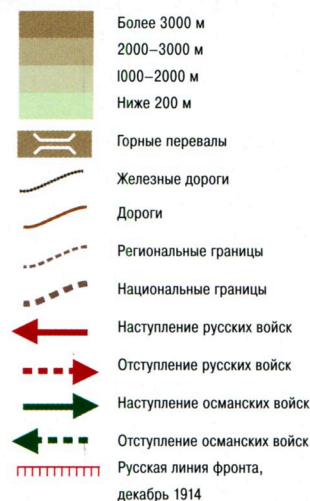 Более 3000 м
2000–3000 м
I000–2000 м
Ниже 200 м
Горные перевалы
Железные дороги
Дороги
Региональные границы
Национальные границы
Наступление русских войск
Отступление русских войск
Наступление османских войск
Отступление османских войск
Русская линия фронта,
декабрь 1914